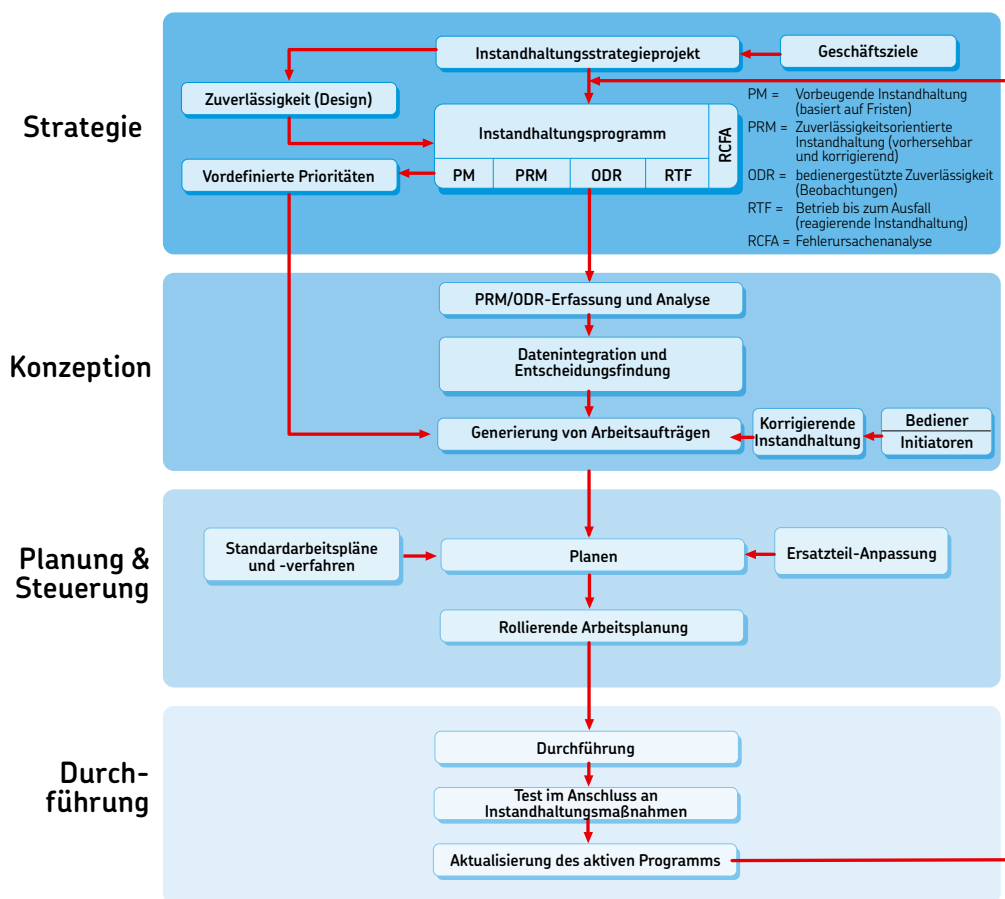 Strategie
Instandhaltungsstrategieprojekt
Geschäftsziele
Zuverlässigkeit (Design)
Instandhaltungsprogramm
RCFA
Vordefinierte Prioritäten
PM
PRM
ODR
RTF
PM = Vorbeugende Instandhaltung
(basiert auf Fristen)
PRM = Zuverlässigkeitsorientierte
Instandhaltung (vorhersehbar
und korrigierend)
ODR = bedienergestützte Zuverlässigkeit
(Beobachtungen)
RTF = Betrieb bis zum Ausfall
(reagierende Instandhaltung)
RCFA = Fehlerursachenanalyse
Konzeption
PRM/ODR-Erfassung und Analyse
Datenintegration und
Entscheidungsfindung
Generierung von Arbeitsaufträgen
Korrigierende
Instandhaltung
Bediener
Initiatoren
Planung &
Steuerung
Standardarbeitspläne
und -verfahren
Planen
Ersatzteil-Anpassung
Rollierende Arbeitsplanung
Durch-
führung
Durchführung
Test im Anschluss an
Instandhaltungsmaßnahmen
Aktualisierung des aktiven Programms